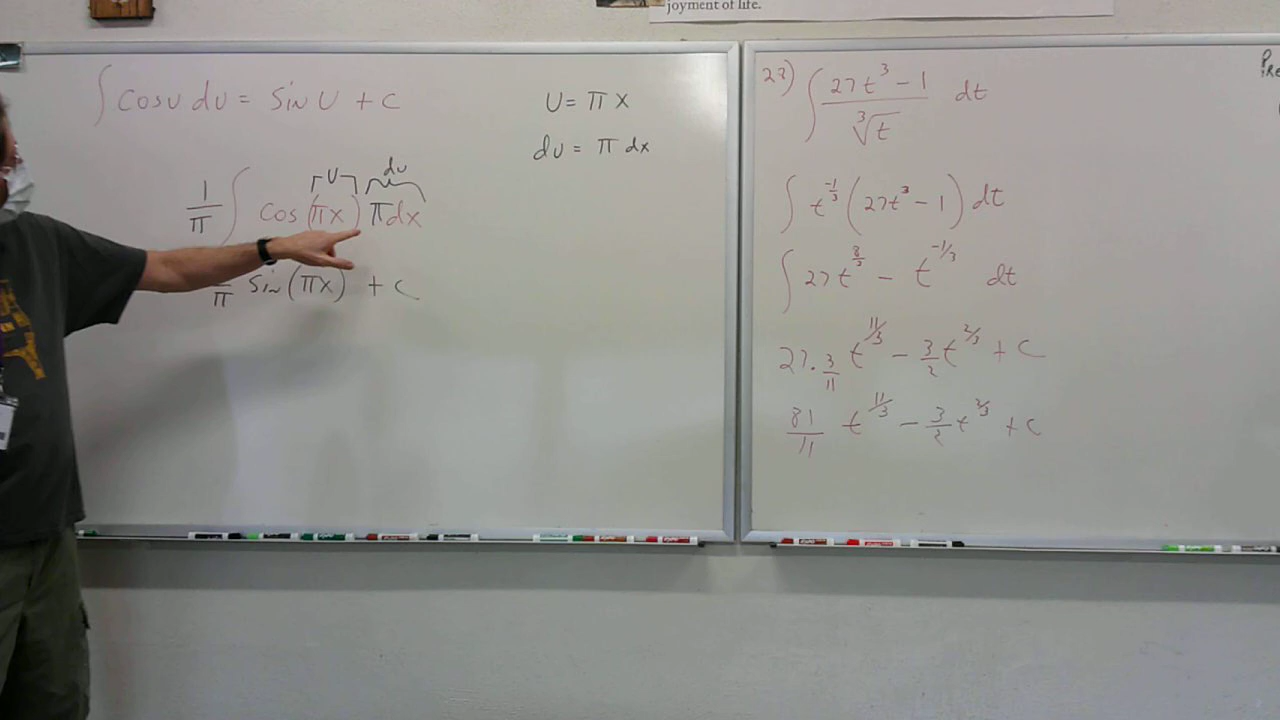 joyment of life.
∫ cos u du = sin u + c
u = πx
du = π dx
u du
1/π ∫ cos (πx) π dx
π sin (πx) + c
23) ∫ (27t³ - 1)/∛t dt
∫ t^(-1/3) (27t³ - 1) dt
∫ 27t^(8/3) - t^(-1/3) dt
27 · 3/11 t^(11/3) - 3/2 t^(2/3) + c
81/11 t^(11/3) - 3/2 t^(2/3) + c